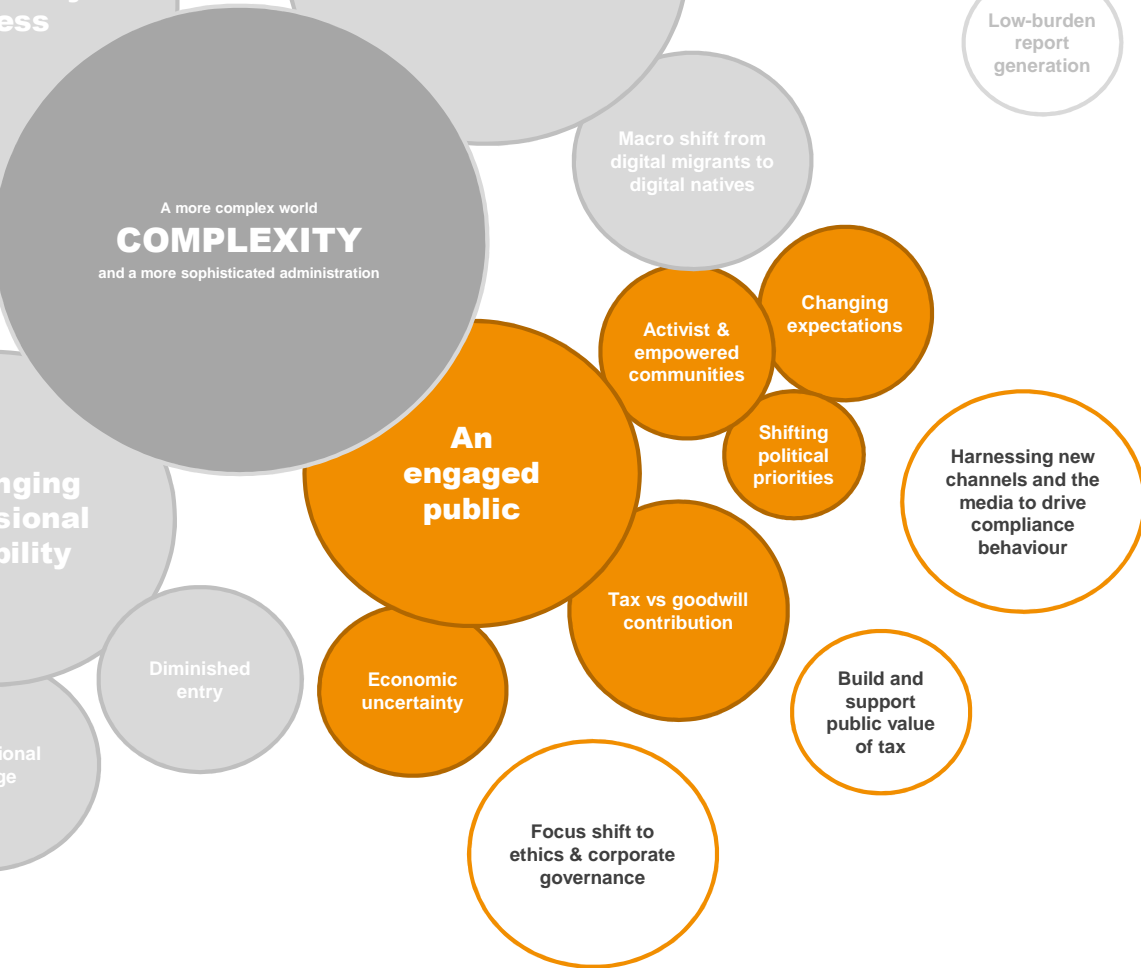 Low-burden
report
generation
Macro shift from
digital migrants to
digital natives
A more complex world
COMPLEXITY
and a more sophisticated administration
Changing
expectations
Activist &
empowered
communities
An
engaged
public
Shifting
political
priorities
Harnessing new
channels and the
media to drive
compliance
behaviour
Tax vs goodwill
contribution
Diminished
entry
Economic
uncertainty
Build and
support
public value
of tax
Focus shift to
ethics & corporate
governance